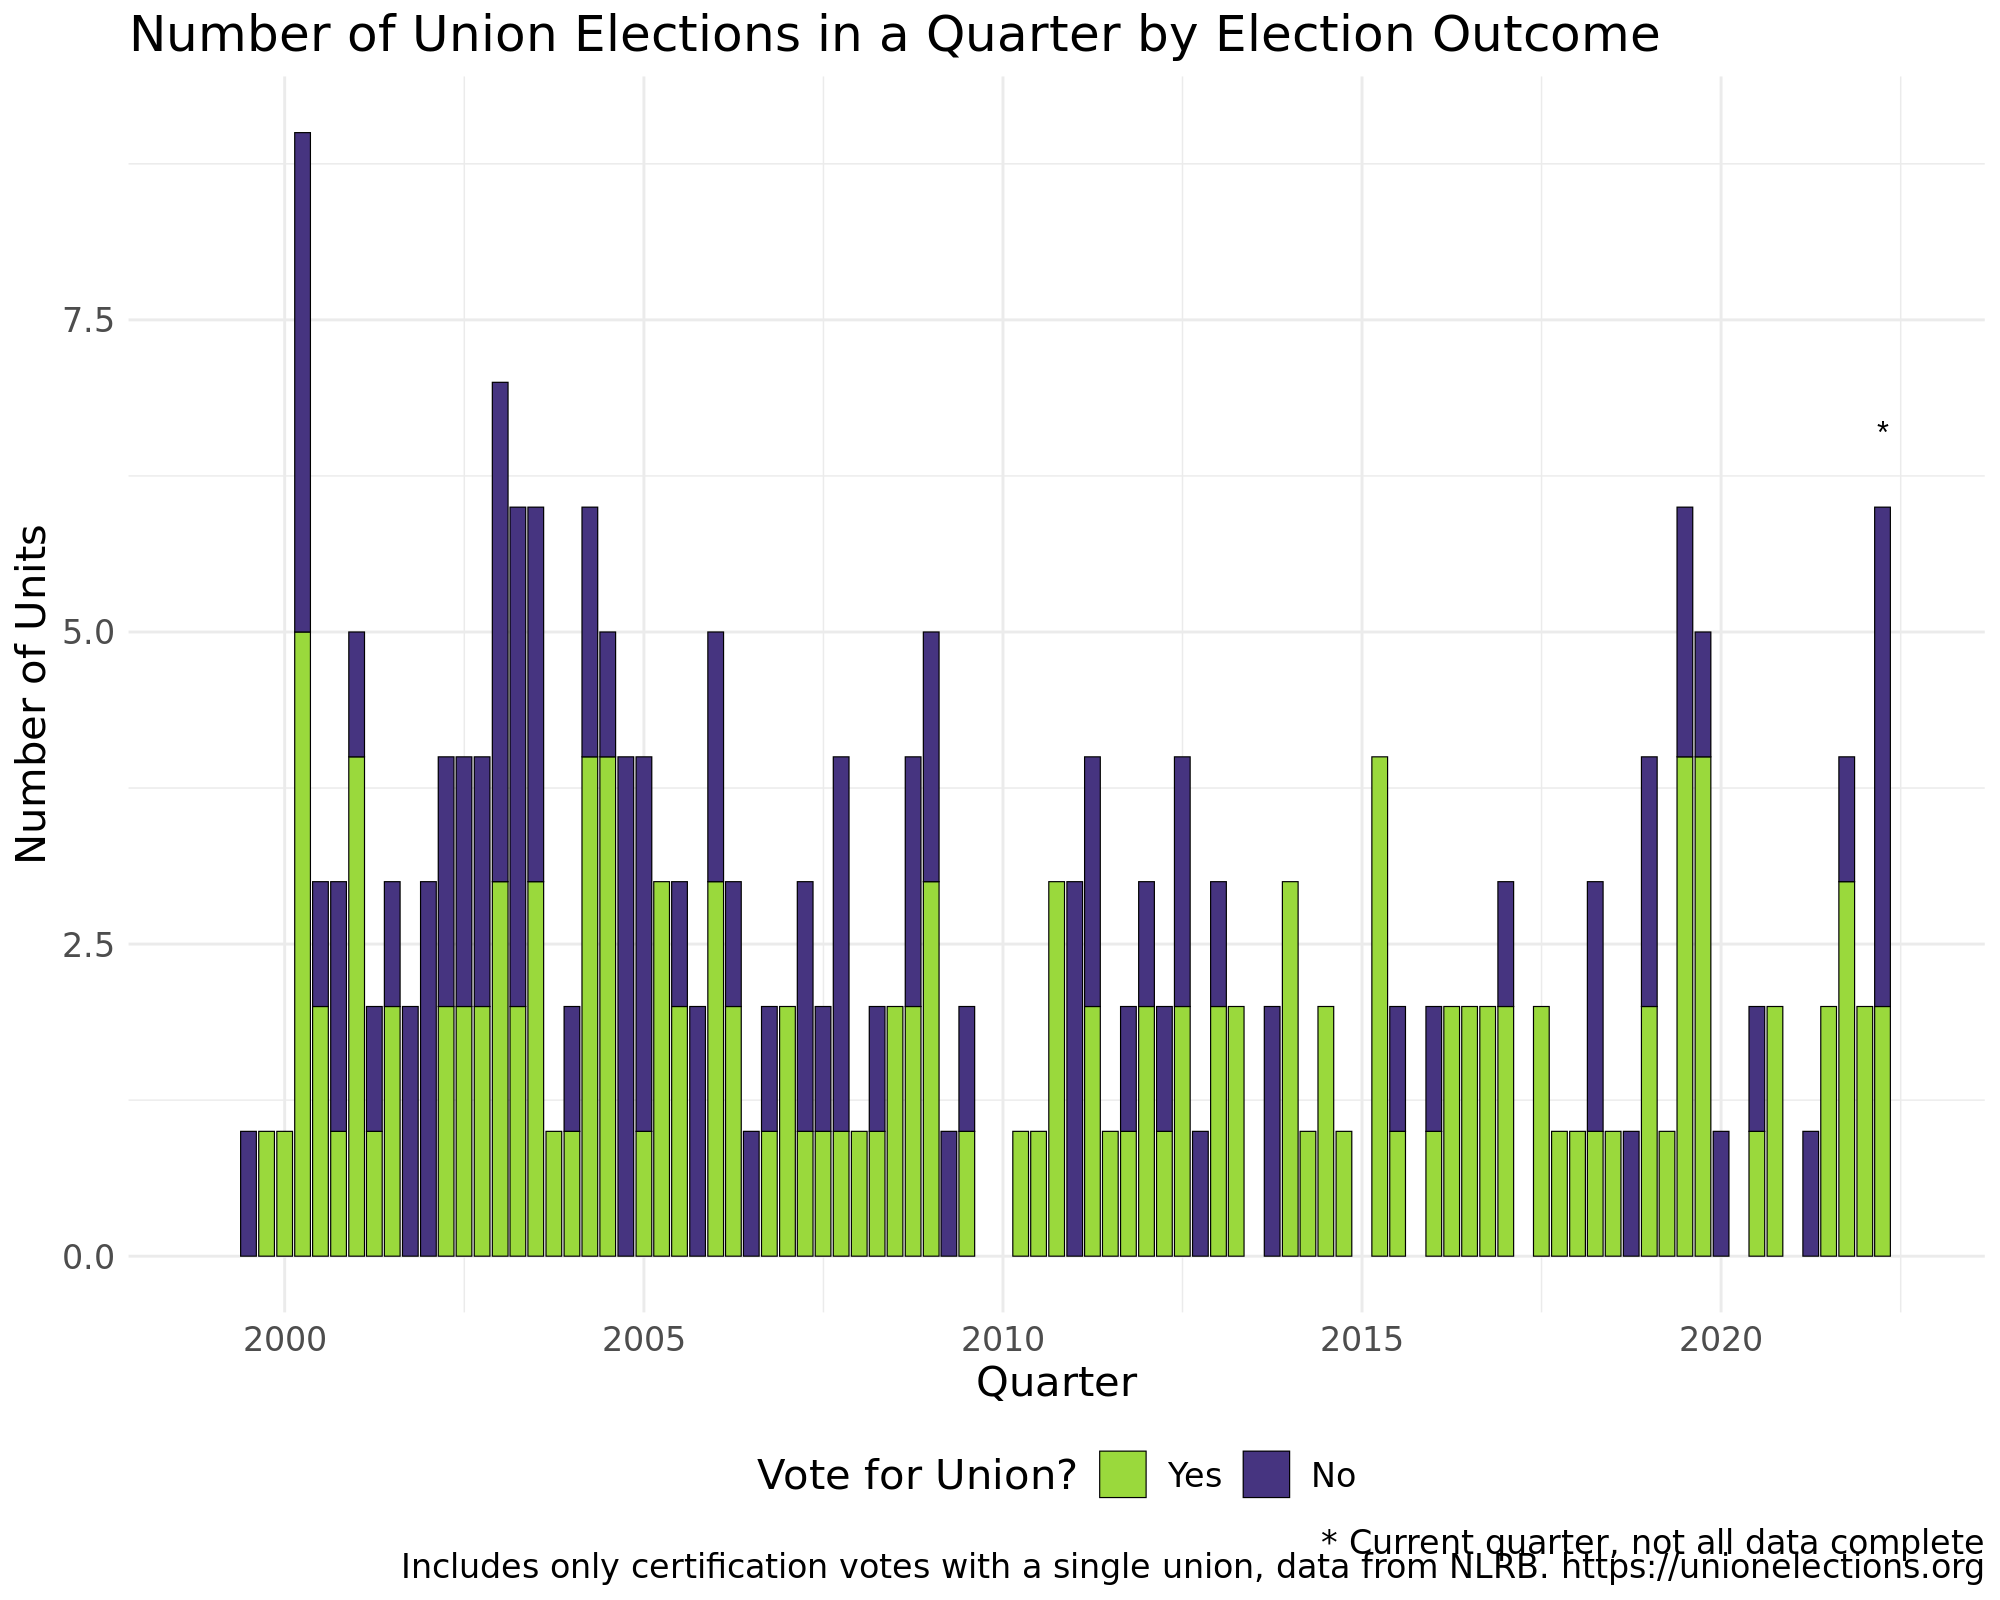 Number of Union Elections in a Quarter by Election Outcome
Number of Units
7.5
5.0
2.5
0.0
*
2000 2005 2010 2015 2020
Quarter
Vote for Union? Yes No
* Current quarter, not all data complete
Includes only certification votes with a single union, data from NLRB. https://unionelections.org